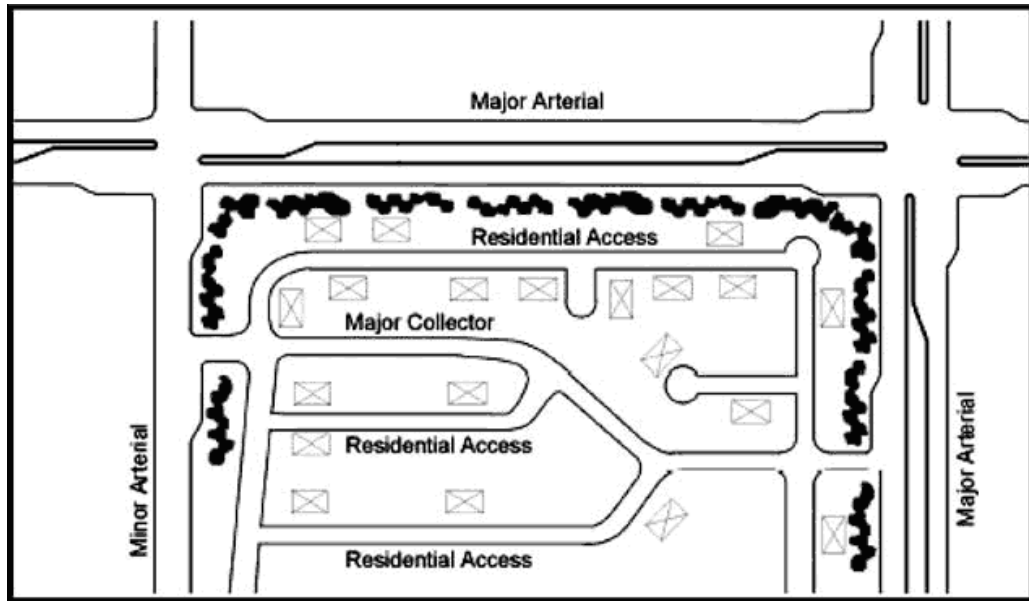 Major Arterial
Residential Access
Major Collector
Residential Access
Residential Access
Minor Arterial
Major Arterial